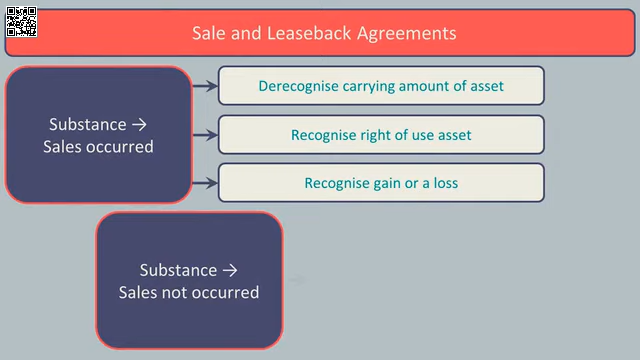 Sale and Leaseback Agreements
Substance →
Sales occurred
Derecognise carrying amount of asset
Recognise right of use asset
Recognise gain or a loss
Substance →
Sales not occurred